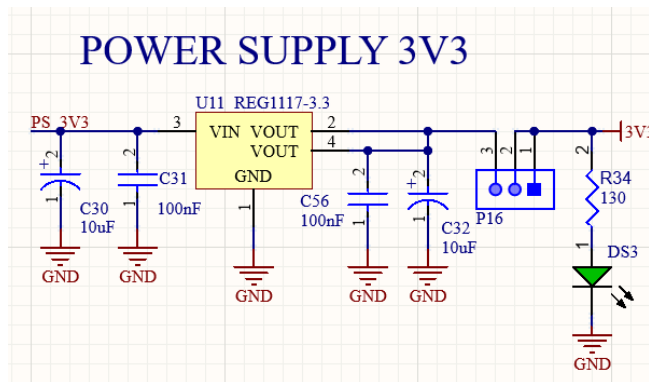 POWER SUPPLY 3V3
U11 REG1117-3.3
PS_3V3
3
VIN VOUT
2
VOUT
4
GND
1
+
2
1
C30
10uF
GND
2
1
C31
100nF
GND
GND
2
1
C56
100nF
GND
+
2
1
C32
10uF
GND
3
2
1
P16
3V3
2
R34
130
1
DS3
GND